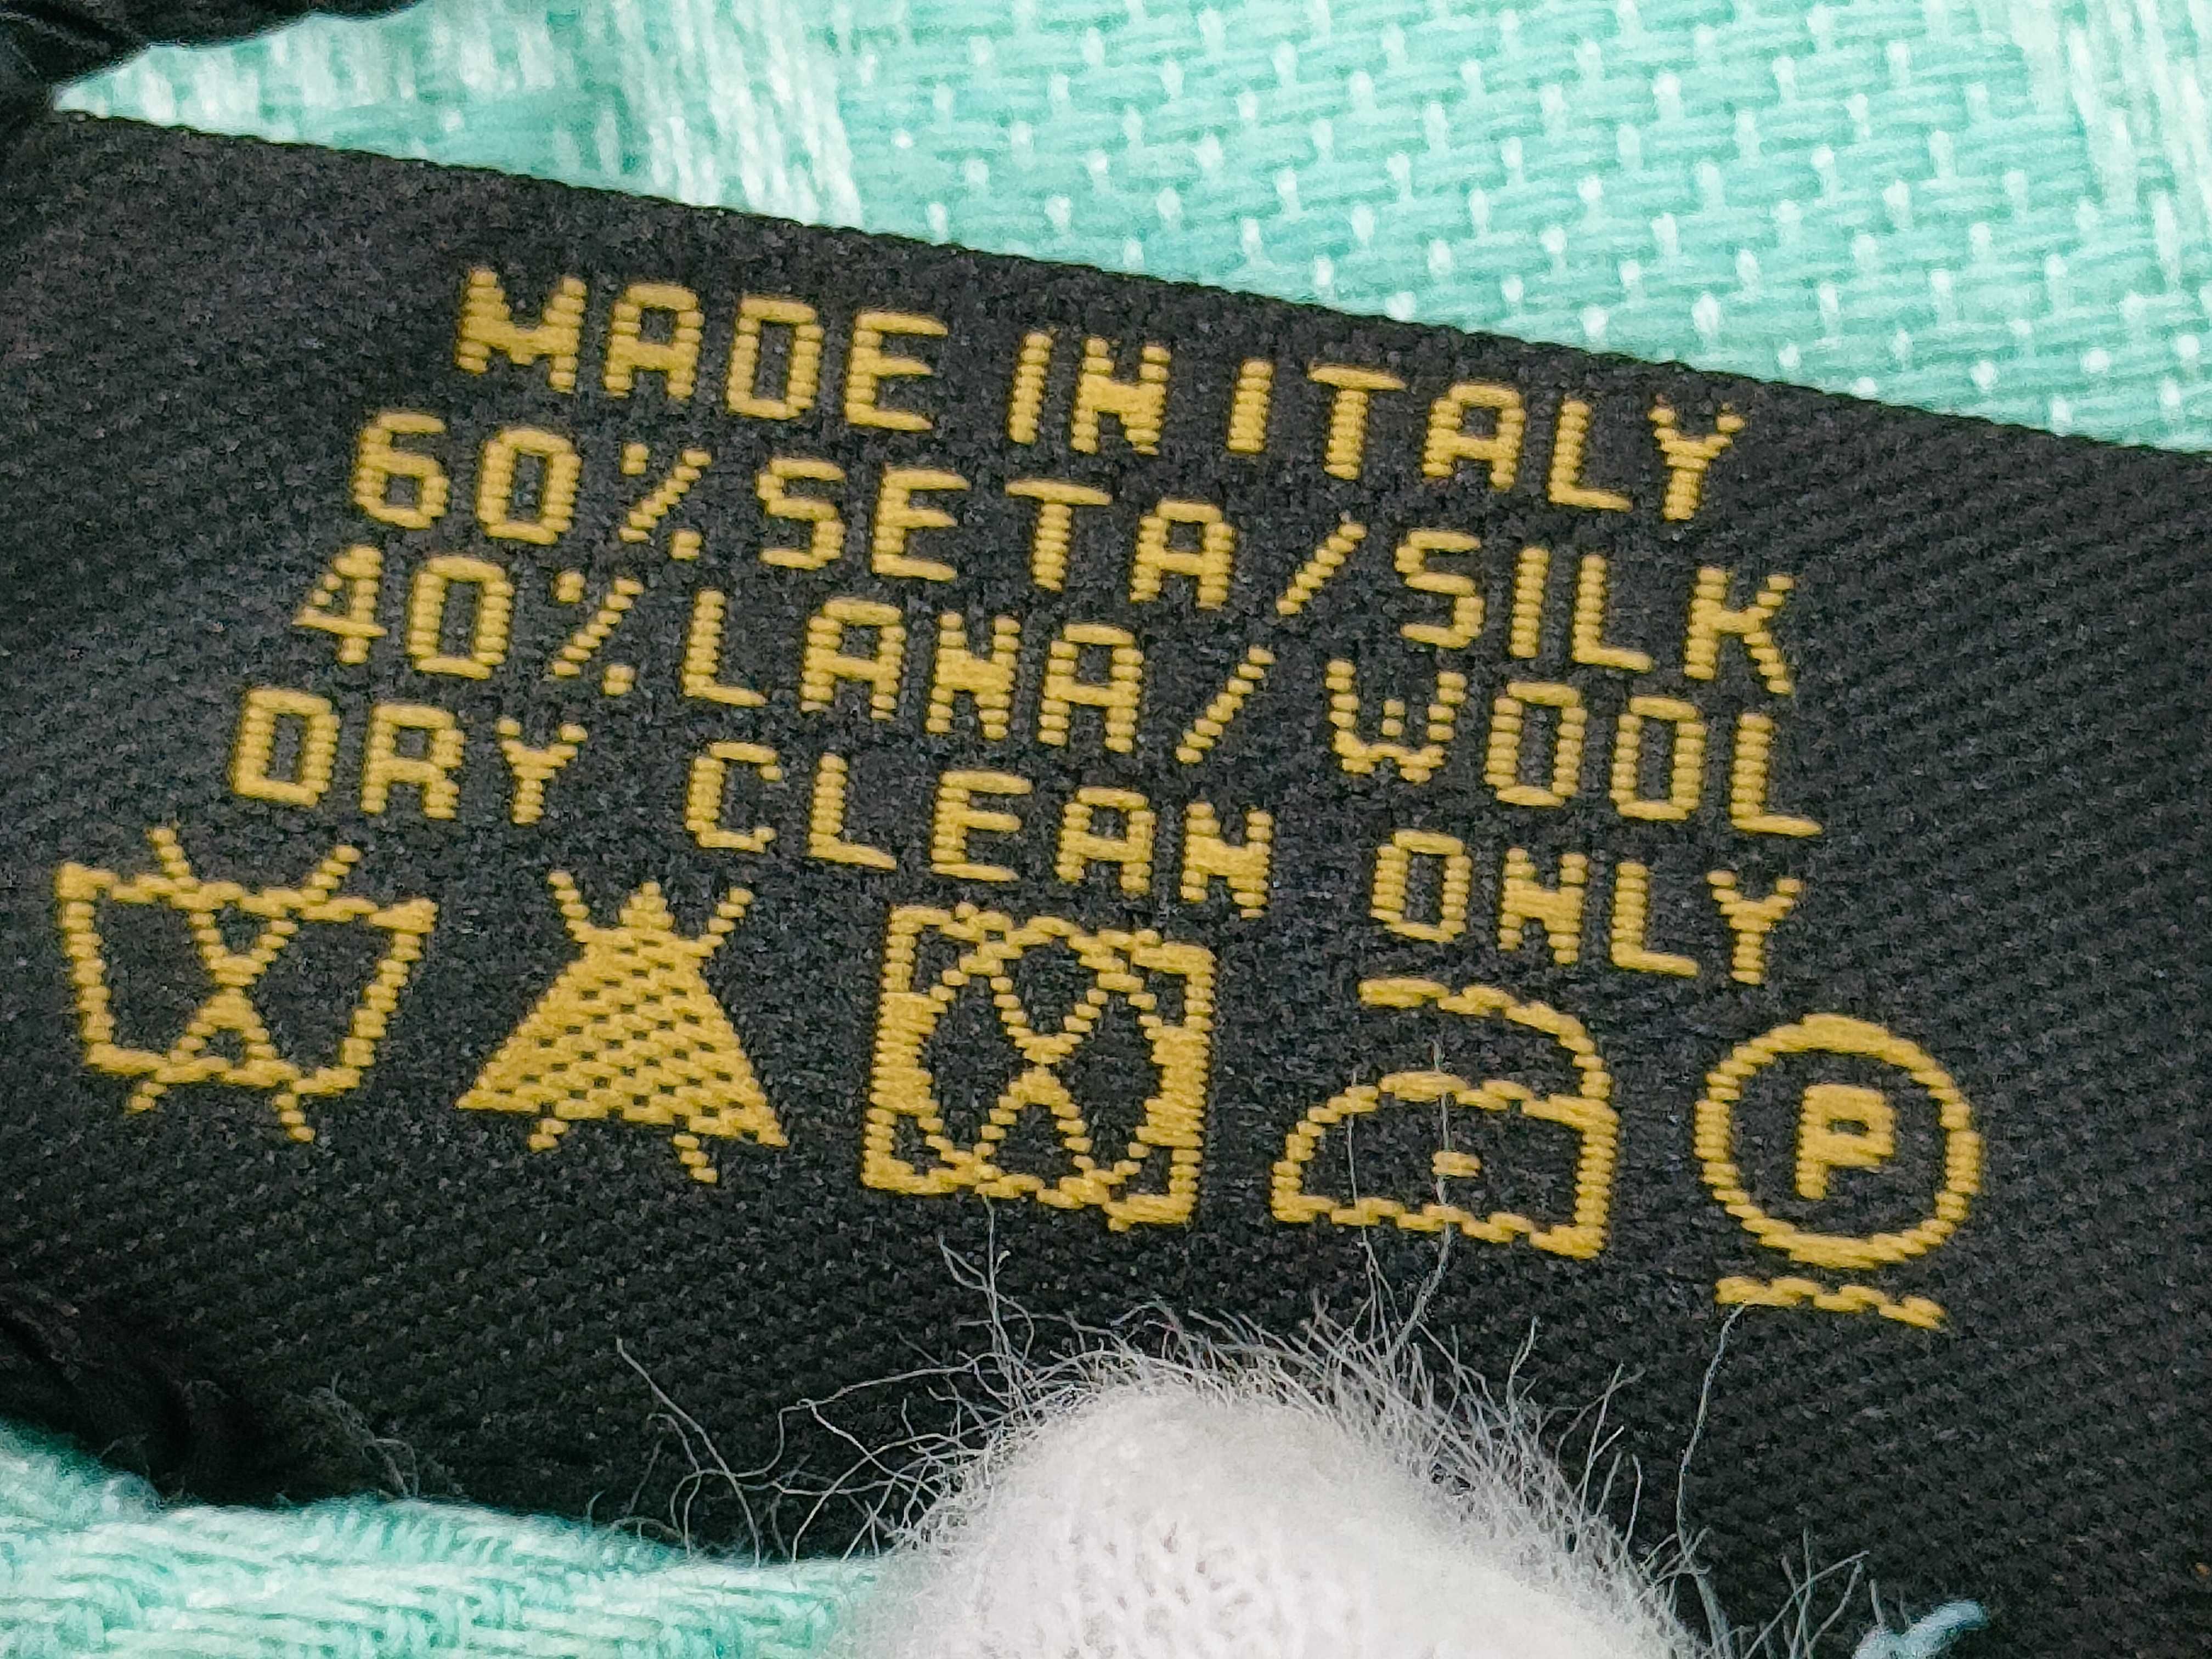 MADE IN ITALY
60% SETA/SILK
40% LANA/WOOL
DRY CLEAN ONLY
P